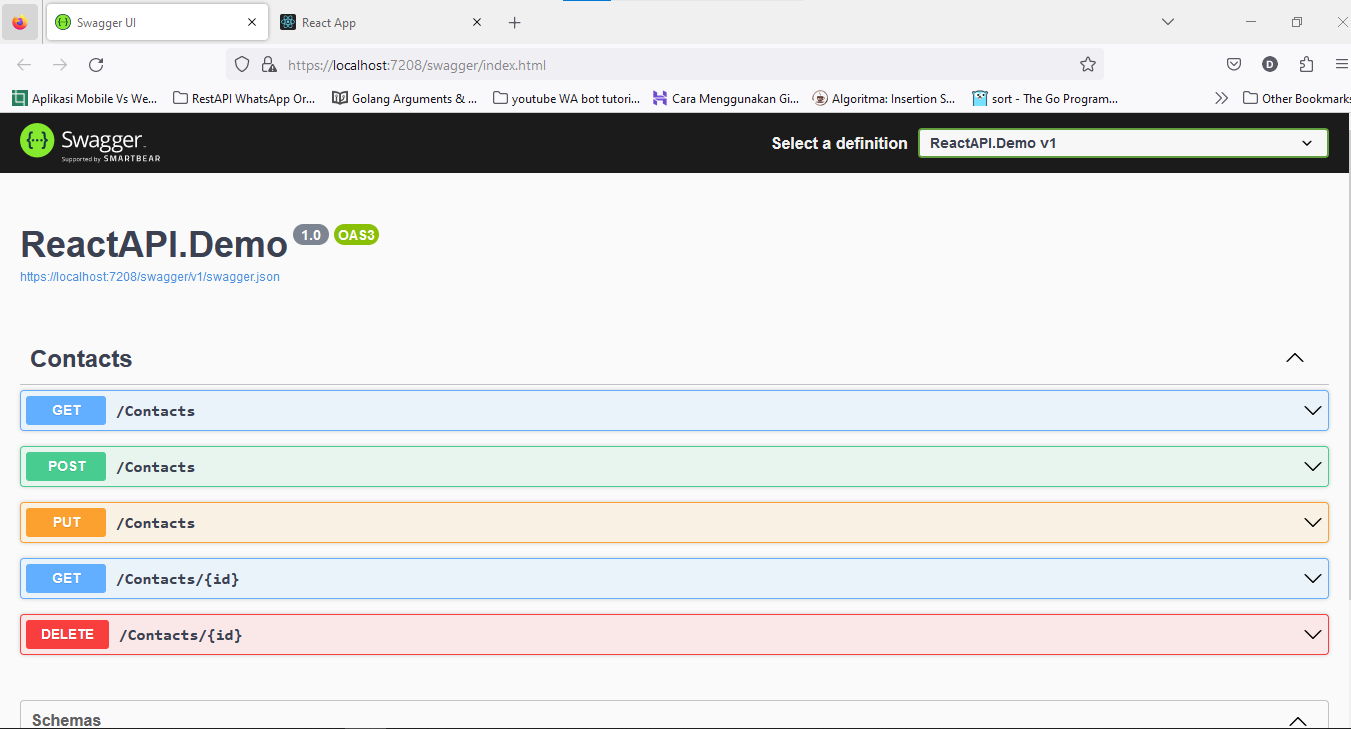 Swagger UI
React App
https://localhost:7208/swagger/index.html
D
Aplikasi Mobile Vs We...
RestAPI WhatsApp Or...
Golang Arguments & ...
youtube WA bot tutori...
Cara Menggunakan Gi...
Algoritma: Insertion S...
sort - The Go Program...
Other Bookmarks
Swagger.
Supported by SMARTBEAR
Select a definition
ReactAPI.Demo v1
ReactAPI.Demo 1.0 OAS3
https://localhost:7208/swagger/v1/swagger.json
Contacts
GET /Contacts
POST /Contacts
PUT /Contacts
GET /Contacts/{id}
DELETE /Contacts/{id}
Schemas